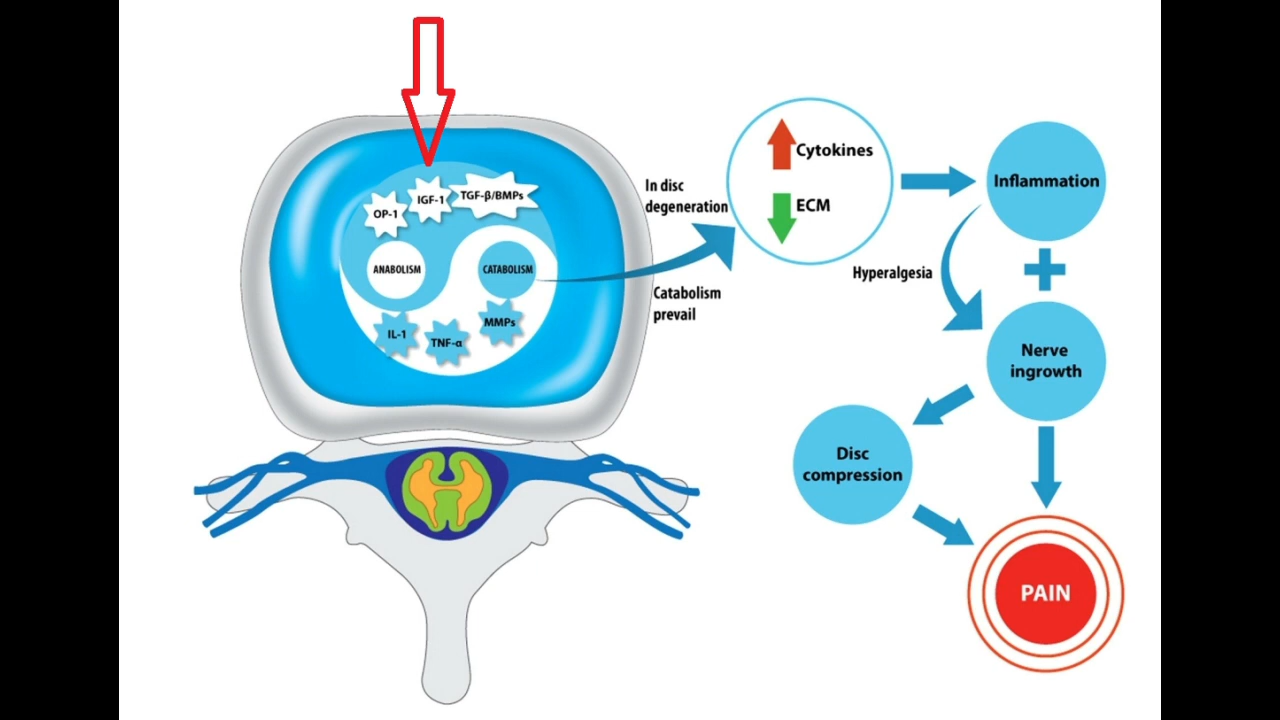 OP-1
IGF-1
TGF-β/BMPs
ANABOLISM
CATABOLISM
IL-1
TNF-α
MMPs
In disc
degeneration
Catabolism
prevail
Cytokines
ECM
Inflammation
Hyperalgesia
Nerve
ingrowth
Disc
compression
PAIN